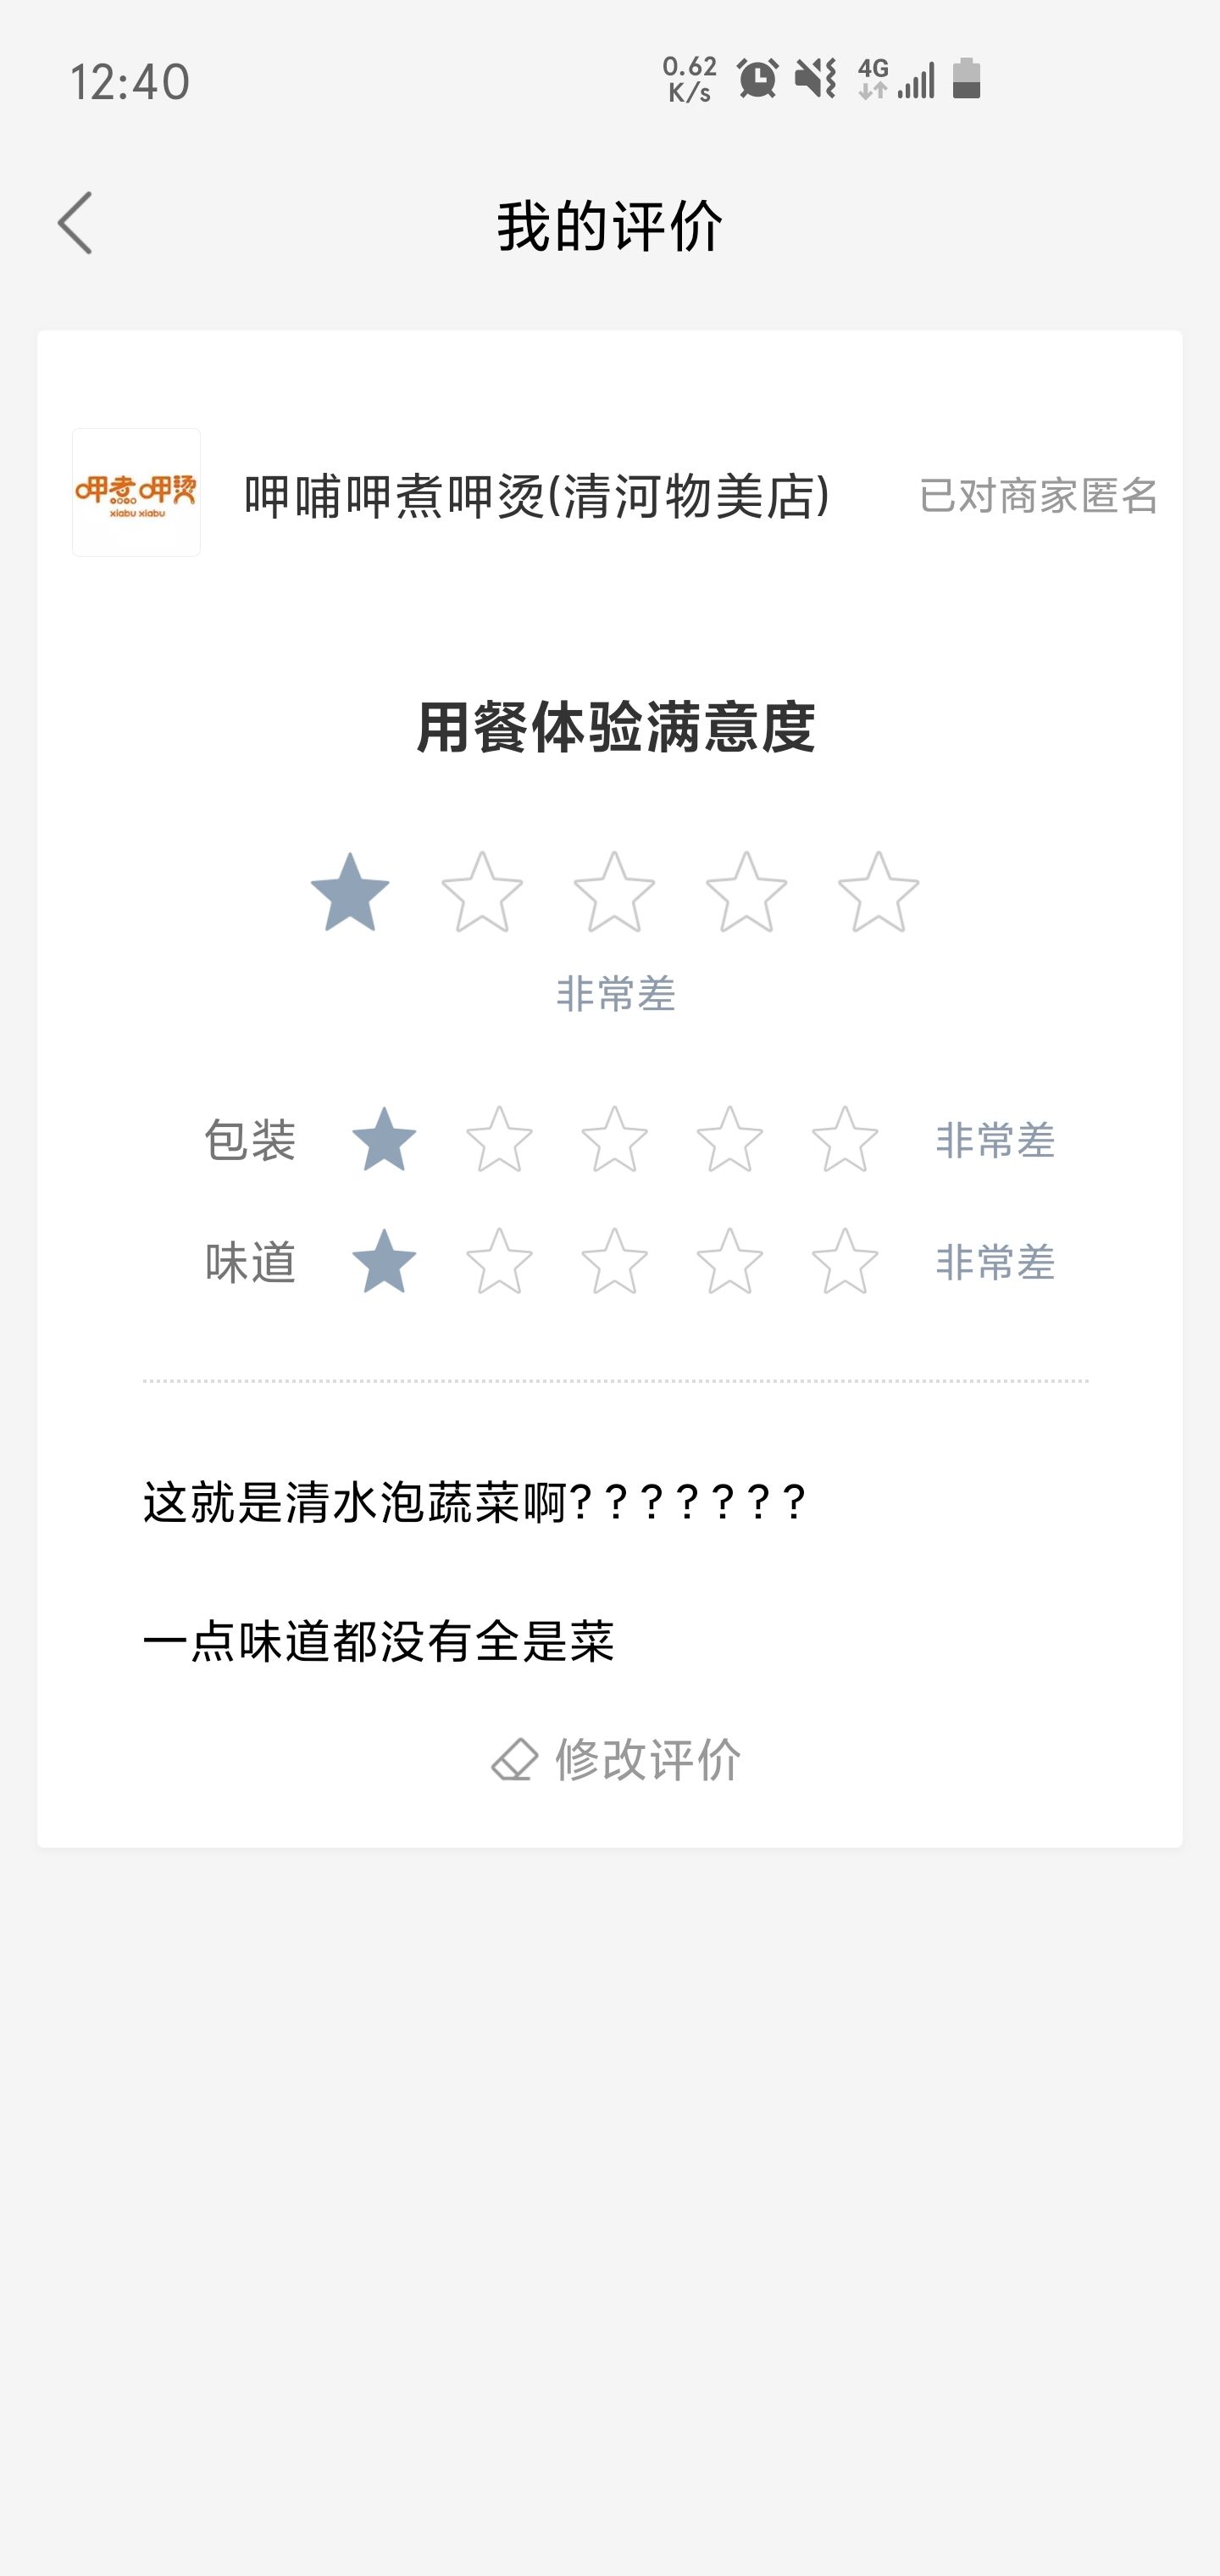 12:40
0.62
K/s
4G
我的评价
呷煮呷烫
xiabu xiabu
呷哺呷煮呷烫(清河物美店)
已对商家匿名
用餐体验满意度
非常差
包装 非常差
味道 非常差
这就是清水泡蔬菜啊???????
一点味道都没有全是菜
修改评价